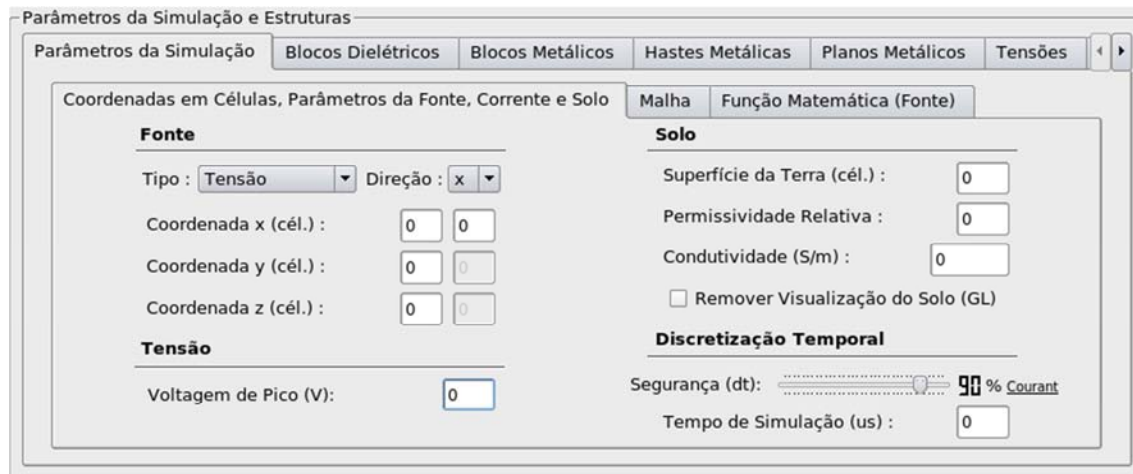 Parâmetros da Simulação e Estruturas
Parâmetros da Simulação Blocos Dielétricos Blocos Metálicos Hastes Metálicas Planos Metálicos Tensões
Coordenadas em Células, Parâmetros da Fonte, Corrente e Solo Malha Função Matemática (Fonte)
Fonte
Tipo : Tensão Direção : x
Coordenada x (cél.) : 0 0
Coordenada y (cél.) : 0 0
Coordenada z (cél.) : 0 0
Tensão
Voltagem de Pico (V): 0
Solo
Superfície da Terra (cél.) : 0
Permissividade Relativa : 0
Condutividade (S/m) : 0
Remover Visualização do Solo (GL)
Discretização Temporal
Segurança (dt): 90 % Courant
Tempo de Simulação (us) : 0